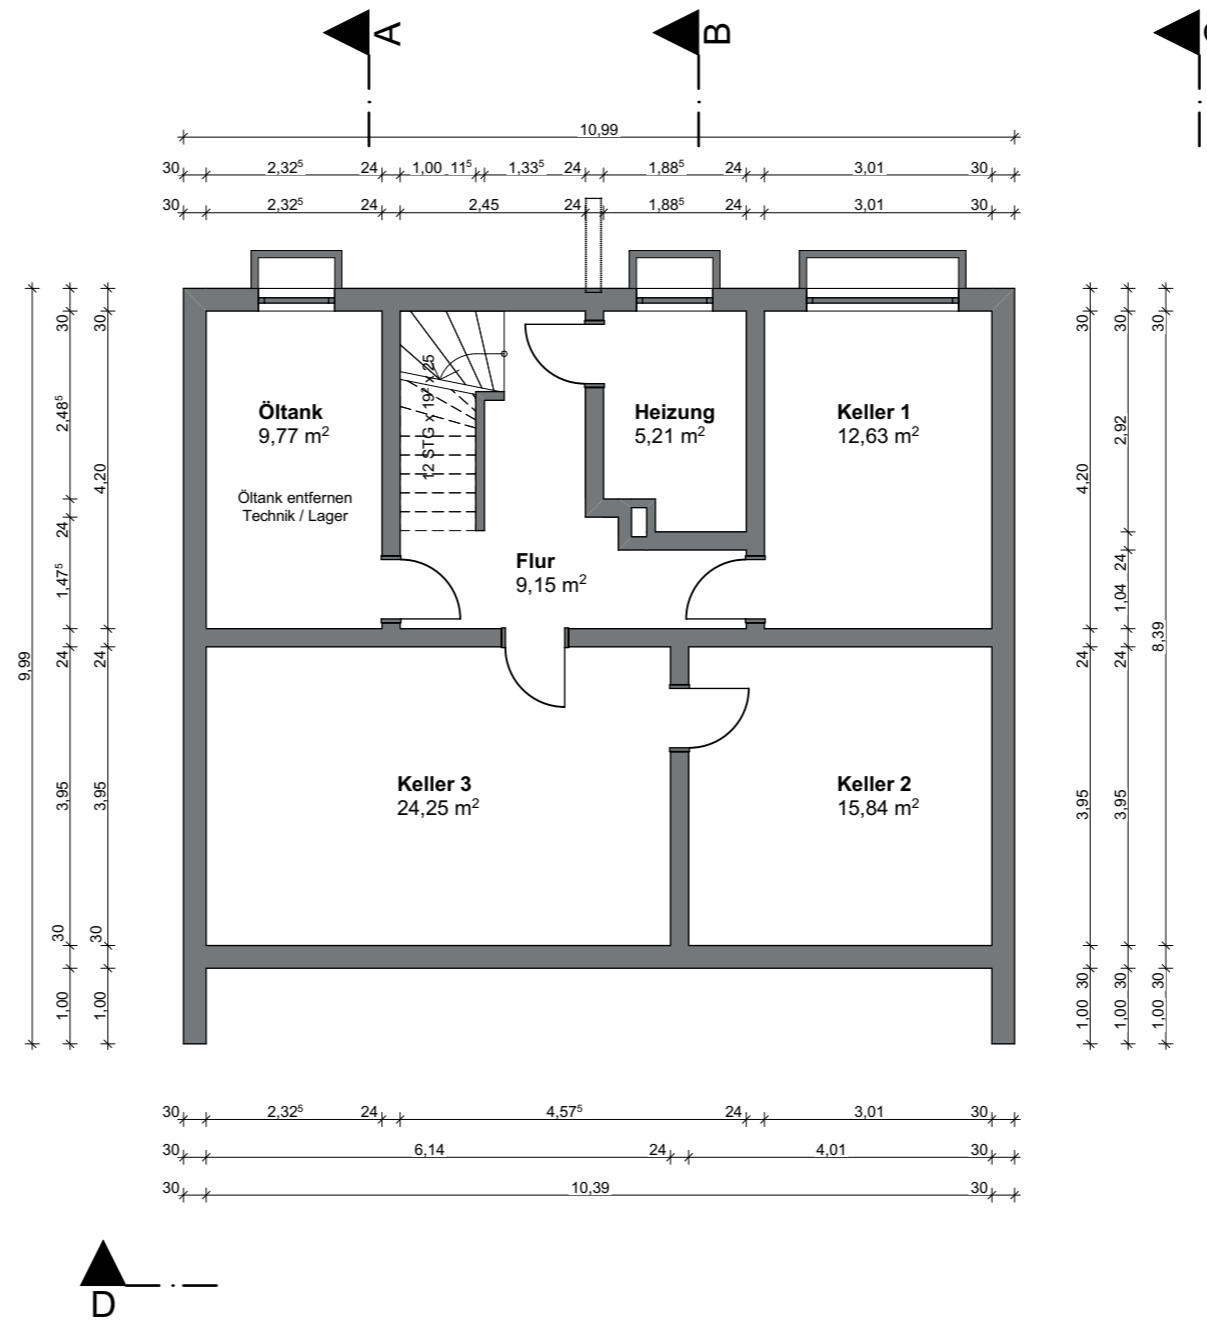 A
B
10,99
30 2,32⁵ 24 1,00 11⁵ 1,33⁵ 24 1,88⁵ 24 3,01 30
30 2,32⁵ 24 2,45 24 1,88⁵ 24 3,01 30
9,99
30 2,48⁵ 24 1,47⁵ 24 3,95 30 1,00
30 4,20 24 3,95 30 1,00
12 STG x 19² x 25
Öltank
9,77 m²
Öltank entfernen
Technik / Lager
Heizung
5,21 m²
Keller 1
12,63 m²
Flur
9,15 m²
Keller 3
24,25 m²
Keller 2
15,84 m²
30 4,20 24 3,95 30 1,00
30 2,92 24 1,04 24 3,95 30 1,00
30 8,39 30 1,00
30 2,32⁵ 24 4,57⁵ 24 3,01 30
30 6,14 24 4,01 30
30 10,39 30
D